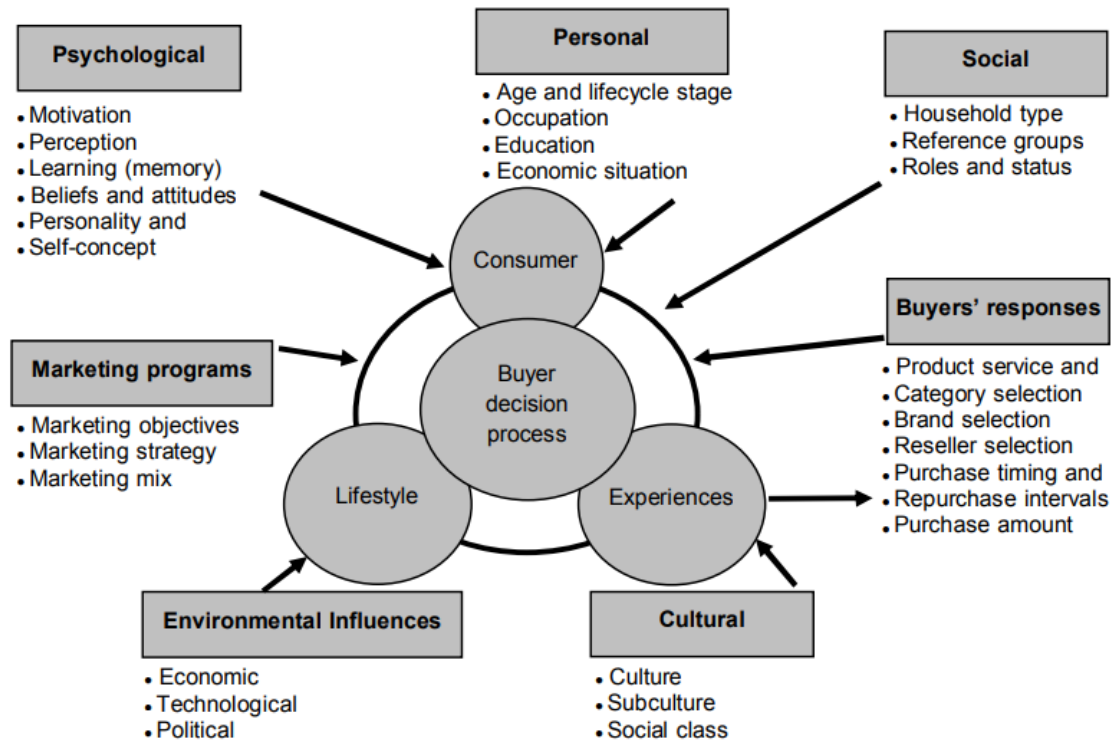 Psychological
• Motivation
• Perception
• Learning (memory)
• Beliefs and attitudes
• Personality and
• Self-concept
Personal
• Age and lifecycle stage
• Occupation
• Education
• Economic situation
Social
• Household type
• Reference groups
• Roles and status
Consumer
Buyer
decision
process
Lifestyle
Experiences
Marketing programs
• Marketing objectives
• Marketing strategy
• Marketing mix
Buyers’ responses
• Product service and
• Category selection
• Brand selection
• Reseller selection
• Purchase timing and
• Repurchase intervals
• Purchase amount
Environmental Influences
• Economic
• Technological
• Political
Cultural
• Culture
• Subculture
• Social class